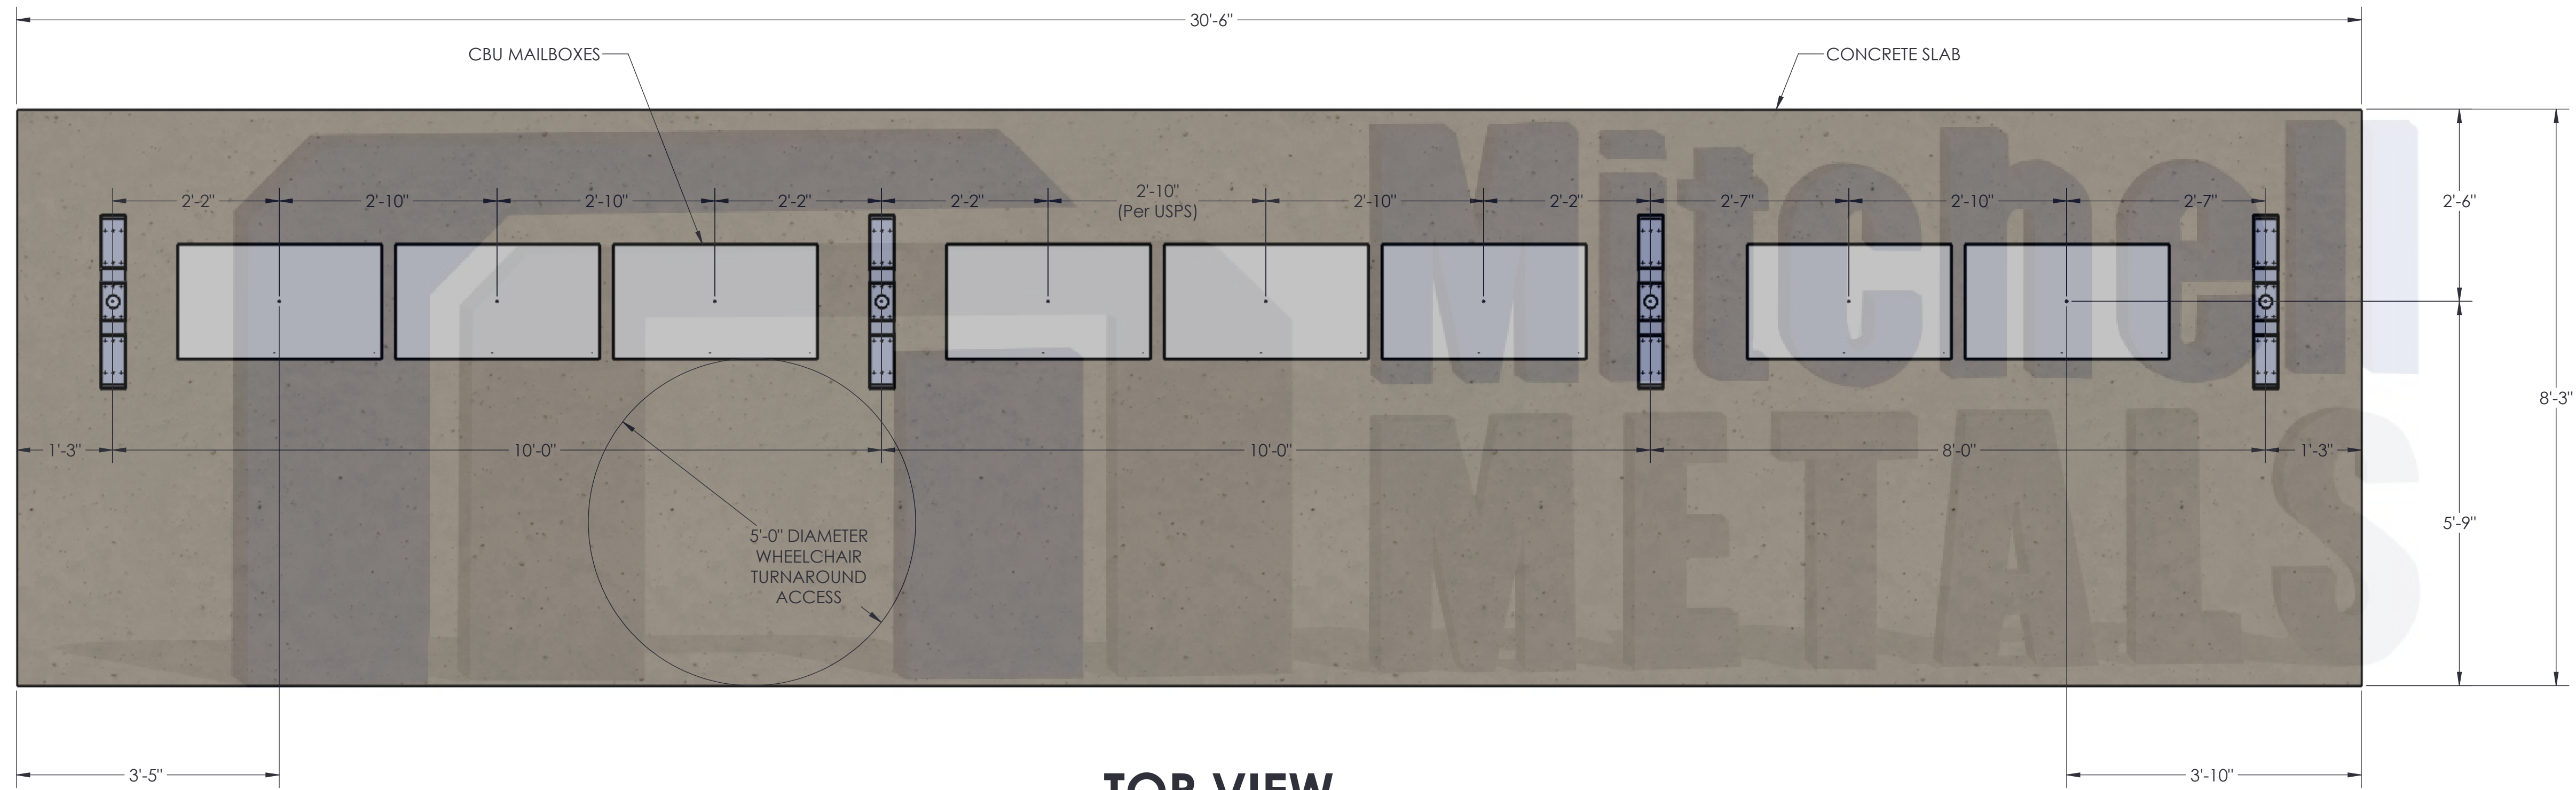 30'-6"
CBU MAILBOXES
CONCRETE SLAB
2'-2"
2'-10"
2'-10"
2'-2"
2'-2"
2'-10"
(Per USPS)
2'-10"
2'-2"
2'-7"
2'-10"
2'-7"
2'-6"
Mitchell
8'-3"
1'-3"
10'-0"
10'-0"
8'-0"
1'-3"
METALS
5'-9"
5'-0" DIAMETER
WHEELCHAIR
TURNAROUND
ACCESS
3'-5"
TOP VIEW
3'-10"